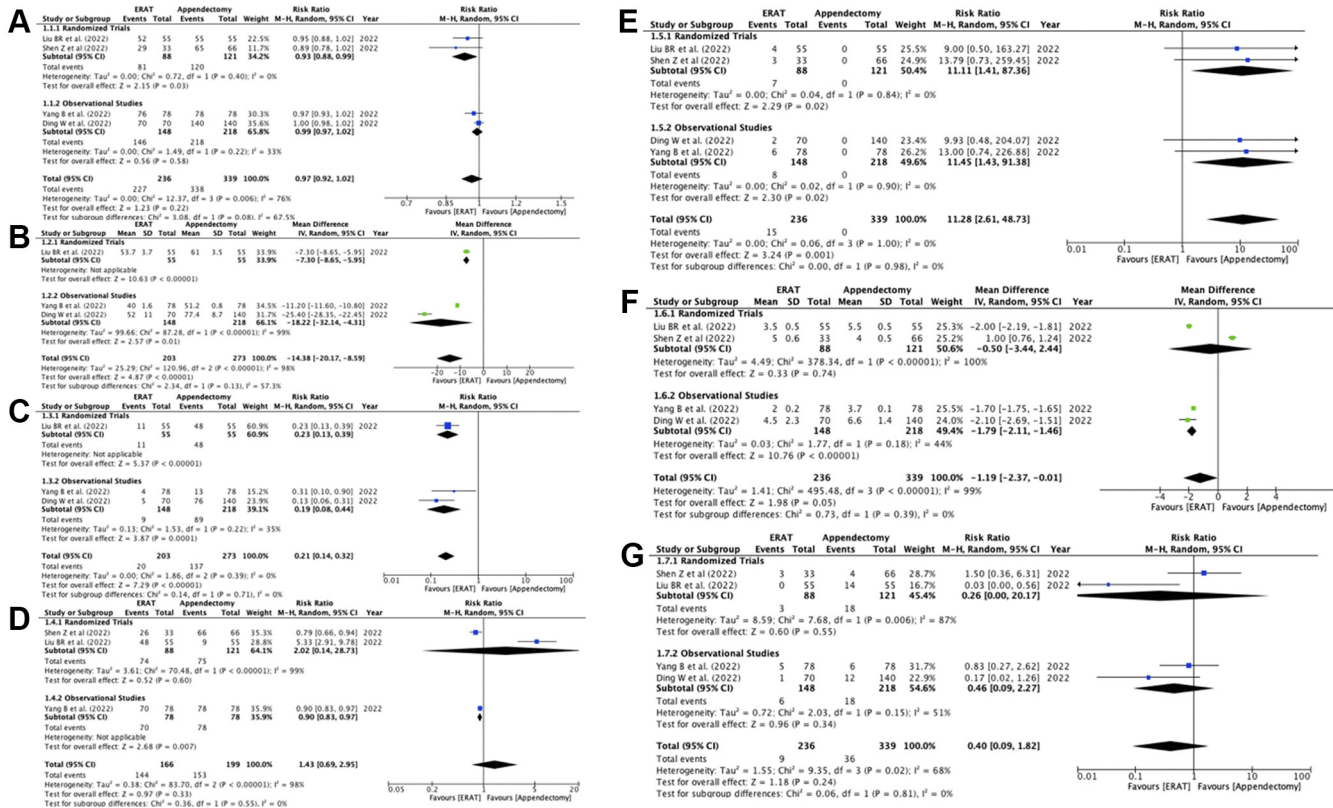 A
ERAT Appendectomy Risk Ratio Risk Ratio
Study or Subgroup Events Total Events Total Weight M-H, Random, 95% CI Year M-H, Random, 95% CI
1.1.1 Randomized Trials
Liu BR et al. (2022) 52 55 55 55 22.5% 0.95 [0.88, 1.02] 2022
Shen Z et al (2022) 29 33 65 66 11.7% 0.89 [0.78, 1.02] 2022
Subtotal (95% CI) 88 121 34.2% 0.93 [0.88, 0.99]
Total events 81 120
Heterogeneity: Tau² = 0.00; Chi² = 0.72, df = 1 (P = 0.40); I² = 0%
Test for overall effect: Z = 2.15 (P = 0.03)
1.1.2 Observational Studies
Yang B et al. (2022) 76 78 78 78 30.3% 0.97 [0.93, 1.02] 2022
Ding W et al. (2022) 70 70 140 140 35.6% 1.00 [0.98, 1.02] 2022
Subtotal (95% CI) 148 218 65.8% 0.99 [0.97, 1.02]
Total events 146 218
Heterogeneity: Tau² = 0.00; Chi² = 1.49, df = 1 (P = 0.22); I² = 33%
Test for overall effect: Z = 0.56 (P = 0.58)
Total (95% CI) 236 339 100.0% 0.97 [0.92, 1.02]
Total events 227 338
Heterogeneity: Tau² = 0.00; Chi² = 12.37, df = 3 (P = 0.006); I² = 76%
Test for overall effect: Z = 1.23 (P = 0.22)
Test for subgroup differences: Chi² = 3.08, df = 1 (P = 0.08), I² = 67.5%
0.7 0.85 1 1.2 1.5
Favours [ERAT] Favours [Appendectomy]
B
ERAT Appendectomy Mean Difference Mean Difference
Study or Subgroup Mean SD Total Mean SD Total Weight IV, Random, 95% CI Year IV, Random, 95% CI
1.2.1 Randomized Trials
Liu BR et al. (2022) 53.7 3.7 55 61 3.5 55 33.9% -7.30 [-8.65, -5.95] 2022
Subtotal (95% CI) 55 55 33.9% -7.30 [-8.65, -5.95]
Heterogeneity: Not applicable
Test for overall effect: Z = 10.63 (P < 0.00001)
1.2.2 Observational Studies
Yang B et al. (2022) 40 1.6 78 51.2 0.8 78 34.5% -11.20 [-11.60, -10.80] 2022
Ding W et al. (2022) 52 11 70 77.4 8.7 140 31.7% -25.40 [-28.35, -22.45] 2022
Subtotal (95% CI) 148 218 66.1% -18.22 [-32.14, -4.31]
Heterogeneity: Tau² = 99.66; Chi² = 87.28, df = 1 (P < 0.00001); I² = 99%
Test for overall effect: Z = 2.57 (P = 0.01)
Total (95% CI) 203 273 100.0% -14.38 [-20.17, -8.59]
Heterogeneity: Tau² = 25.29; Chi² = 120.96, df = 2 (P < 0.00001); I² = 98%
Test for overall effect: Z = 4.87 (P < 0.00001)
Test for subgroup differences: Chi² = 2.34, df = 1 (P = 0.13), I² = 57.3%
-20 -10 0 10 20
Favours [ERAT] Favours [Appendectomy]
C
ERAT Appendectomy Risk Ratio Risk Ratio
Study or Subgroup Events Total Events Total Weight M-H, Random, 95% CI Year M-H, Random, 95% CI
1.3.1 Randomized Trials
Liu BR et al. (2022) 11 55 48 55 60.9% 0.23 [0.13, 0.39] 2022
Subtotal (95% CI) 55 55 60.9% 0.23 [0.13, 0.39]
Total events 11 48
Heterogeneity: Not applicable
Test for overall effect: Z = 5.37 (P < 0.00001)
1.3.2 Observational Studies
Yang B et al. (2022) 4 78 13 78 15.2% 0.31 [0.10, 0.90] 2022
Ding W et al. (2022) 5 70 76 140 23.9% 0.13 [0.06, 0.31] 2022
Subtotal (95% CI) 148 218 39.1% 0.19 [0.08, 0.44]
Total events 9 89
Heterogeneity: Tau² = 0.13; Chi² = 1.53, df = 1 (P = 0.22); I² = 35%
Test for overall effect: Z = 3.87 (P = 0.0001)
Total (95% CI) 203 273 100.0% 0.21 [0.14, 0.32]
Total events 20 137
Heterogeneity: Tau² = 0.00; Chi² = 1.86, df = 2 (P = 0.39); I² = 0%
Test for overall effect: Z = 7.29 (P < 0.00001)
Test for subgroup differences: Chi² = 0.14, df = 1 (P = 0.71), I² = 0%
0.01 0.1 1 10 100
Favours [ERAT] Favours [Appendectomy]
D
ERAT Appendectomy Risk Ratio Risk Ratio
Study or Subgroup Events Total Events Total Weight M-H, Random, 95% CI Year M-H, Random, 95% CI
1.4.1 Randomized Trials
Shen Z et al (2022) 26 33 66 66 35.3% 0.79 [0.66, 0.94] 2022
Liu BR et al. (2022) 48 55 9 55 28.8% 5.33 [2.91, 9.78] 2022
Subtotal (95% CI) 88 121 64.1% 2.02 [0.14, 28.73]
Total events 74 75
Heterogeneity: Tau² = 3.61; Chi² = 70.48, df = 1 (P < 0.00001); I² = 99%
Test for overall effect: Z = 0.52 (P = 0.60)
1.4.2 Observational Studies
Yang B et al. (2022) 70 78 78 78 35.9% 0.90 [0.83, 0.97] 2022
Subtotal (95% CI) 78 78 35.9% 0.90 [0.83, 0.97]
Total events 70 78
Heterogeneity: Not applicable
Test for overall effect: Z = 2.68 (P = 0.007)
Total (95% CI) 166 199 100.0% 1.43 [0.69, 2.95]
Total events 144 153
Heterogeneity: Tau² = 0.38; Chi² = 83.70, df = 2 (P < 0.00001); I² = 98%
Test for overall effect: Z = 0.97 (P = 0.33)
Test for subgroup differences: Chi² = 0.36, df = 1 (P = 0.55), I² = 0%
0.05 0.2 1 5 20
Favours [ERAT] Favours [Appendectomy]
E
ERAT Appendectomy Risk Ratio Risk Ratio
Study or Subgroup Events Total Events Total Weight M-H, Random, 95% CI Year M-H, Random, 95% CI
1.5.1 Randomized Trials
Liu BR et al. (2022) 4 55 0 55 25.5% 9.00 [0.50, 163.27] 2022
Shen Z et al (2022) 3 33 0 66 24.9% 13.79 [0.73, 259.45] 2022
Subtotal (95% CI) 88 121 50.4% 11.11 [1.41, 87.36]
Total events 7 0
Heterogeneity: Tau² = 0.00; Chi² = 0.04, df = 1 (P = 0.84); I² = 0%
Test for overall effect: Z = 2.29 (P = 0.02)
1.5.2 Observational Studies
Ding W et al. (2022) 2 70 0 140 23.4% 9.93 [0.48, 204.07] 2022
Yang B et al. (2022) 6 78 0 78 26.2% 13.00 [0.74, 226.88] 2022
Subtotal (95% CI) 148 218 49.6% 11.45 [1.43, 91.38]
Total events 8 0
Heterogeneity: Tau² = 0.00; Chi² = 0.02, df = 1 (P = 0.90); I² = 0%
Test for overall effect: Z = 2.30 (P = 0.02)
Total (95% CI) 236 339 100.0% 11.28 [2.61, 48.73]
Total events 15 0
Heterogeneity: Tau² = 0.00; Chi² = 0.06, df = 3 (P = 1.00); I² = 0%
Test for overall effect: Z = 3.24 (P = 0.001)
Test for subgroup differences: Chi² = 0.00, df = 1 (P = 0.98), I² = 0%
0.01 0.1 1 10 100
Favours [ERAT] Favours [Appendectomy]
F
ERAT Appendectomy Mean Difference Mean Difference
Study or Subgroup Mean SD Total Mean SD Total Weight IV, Random, 95% CI Year IV, Random, 95% CI
1.6.1 Randomized Trials
Liu BR et al. (2022) 3.5 0.5 55 5.5 0.5 55 25.3% -2.00 [-2.19, -1.81] 2022
Shen Z et al. (2022) 5 0.6 33 4 0.5 66 25.2% 1.00 [0.76, 1.24] 2022
Subtotal (95% CI) 88 121 50.6% -0.50 [-3.44, 2.44]
Heterogeneity: Tau² = 4.49; Chi² = 378.34, df = 1 (P < 0.00001); I² = 100%
Test for overall effect: Z = 0.33 (P = 0.74)
1.6.2 Observational Studies
Yang B et al. (2022) 2 0.2 78 3.7 0.1 78 25.5% -1.70 [-1.75, -1.65] 2022
Ding W et al. (2022) 4.5 2.3 70 6.6 1.4 140 24.0% -2.10 [-2.69, -1.51] 2022
Subtotal (95% CI) 148 218 49.4% -1.79 [-2.11, -1.46]
Heterogeneity: Tau² = 0.03; Chi² = 1.77, df = 1 (P = 0.18); I² = 44%
Test for overall effect: Z = 10.76 (P < 0.00001)
Total (95% CI) 236 339 100.0% -1.19 [-2.37, -0.01]
Heterogeneity: Tau² = 1.41; Chi² = 495.48, df = 3 (P < 0.00001); I² = 99%
Test for overall effect: Z = 1.98 (P = 0.05)
Test for subgroup differences: Chi² = 0.73, df = 1 (P = 0.39), I² = 0%
-4 -2 0 2 4
Favours [ERAT] Favours [Appendectomy]
G
ERAT Appendectomy Risk Ratio Risk Ratio
Study or Subgroup Events Total Events Total Weight M-H, Random, 95% CI Year M-H, Random, 95% CI
1.7.1 Randomized Trials
Shen Z et al (2022) 3 33 4 66 28.7% 1.50 [0.36, 6.31] 2022
Liu BR et al. (2022) 0 55 14 55 16.7% 0.03 [0.00, 0.56] 2022
Subtotal (95% CI) 88 121 45.4% 0.26 [0.00, 20.17]
Total events 3 18
Heterogeneity: Tau² = 8.59; Chi² = 7.68, df = 1 (P = 0.006); I² = 87%
Test for overall effect: Z = 0.60 (P = 0.55)
1.7.2 Observational Studies
Yang B et al. (2022) 5 78 6 78 31.7% 0.83 [0.27, 2.62] 2022
Ding W et al. (2022) 1 70 12 140 22.9% 0.17 [0.02, 1.26] 2022
Subtotal (95% CI) 148 218 54.6% 0.46 [0.09, 2.27]
Total events 6 18
Heterogeneity: Tau² = 0.72; Chi² = 2.03, df = 1 (P = 0.15); I² = 51%
Test for overall effect: Z = 0.96 (P = 0.34)
Total (95% CI) 236 339 100.0% 0.40 [0.09, 1.82]
Total events 9 36
Heterogeneity: Tau² = 1.55; Chi² = 9.35, df = 3 (P = 0.02); I² = 68%
Test for overall effect: Z = 1.18 (P = 0.24)
Test for subgroup differences: Chi² = 0.06, df = 1 (P = 0.81), I² = 0%
0.01 0.1 1 10 100
Favours [ERAT] Favours [Appendectomy]